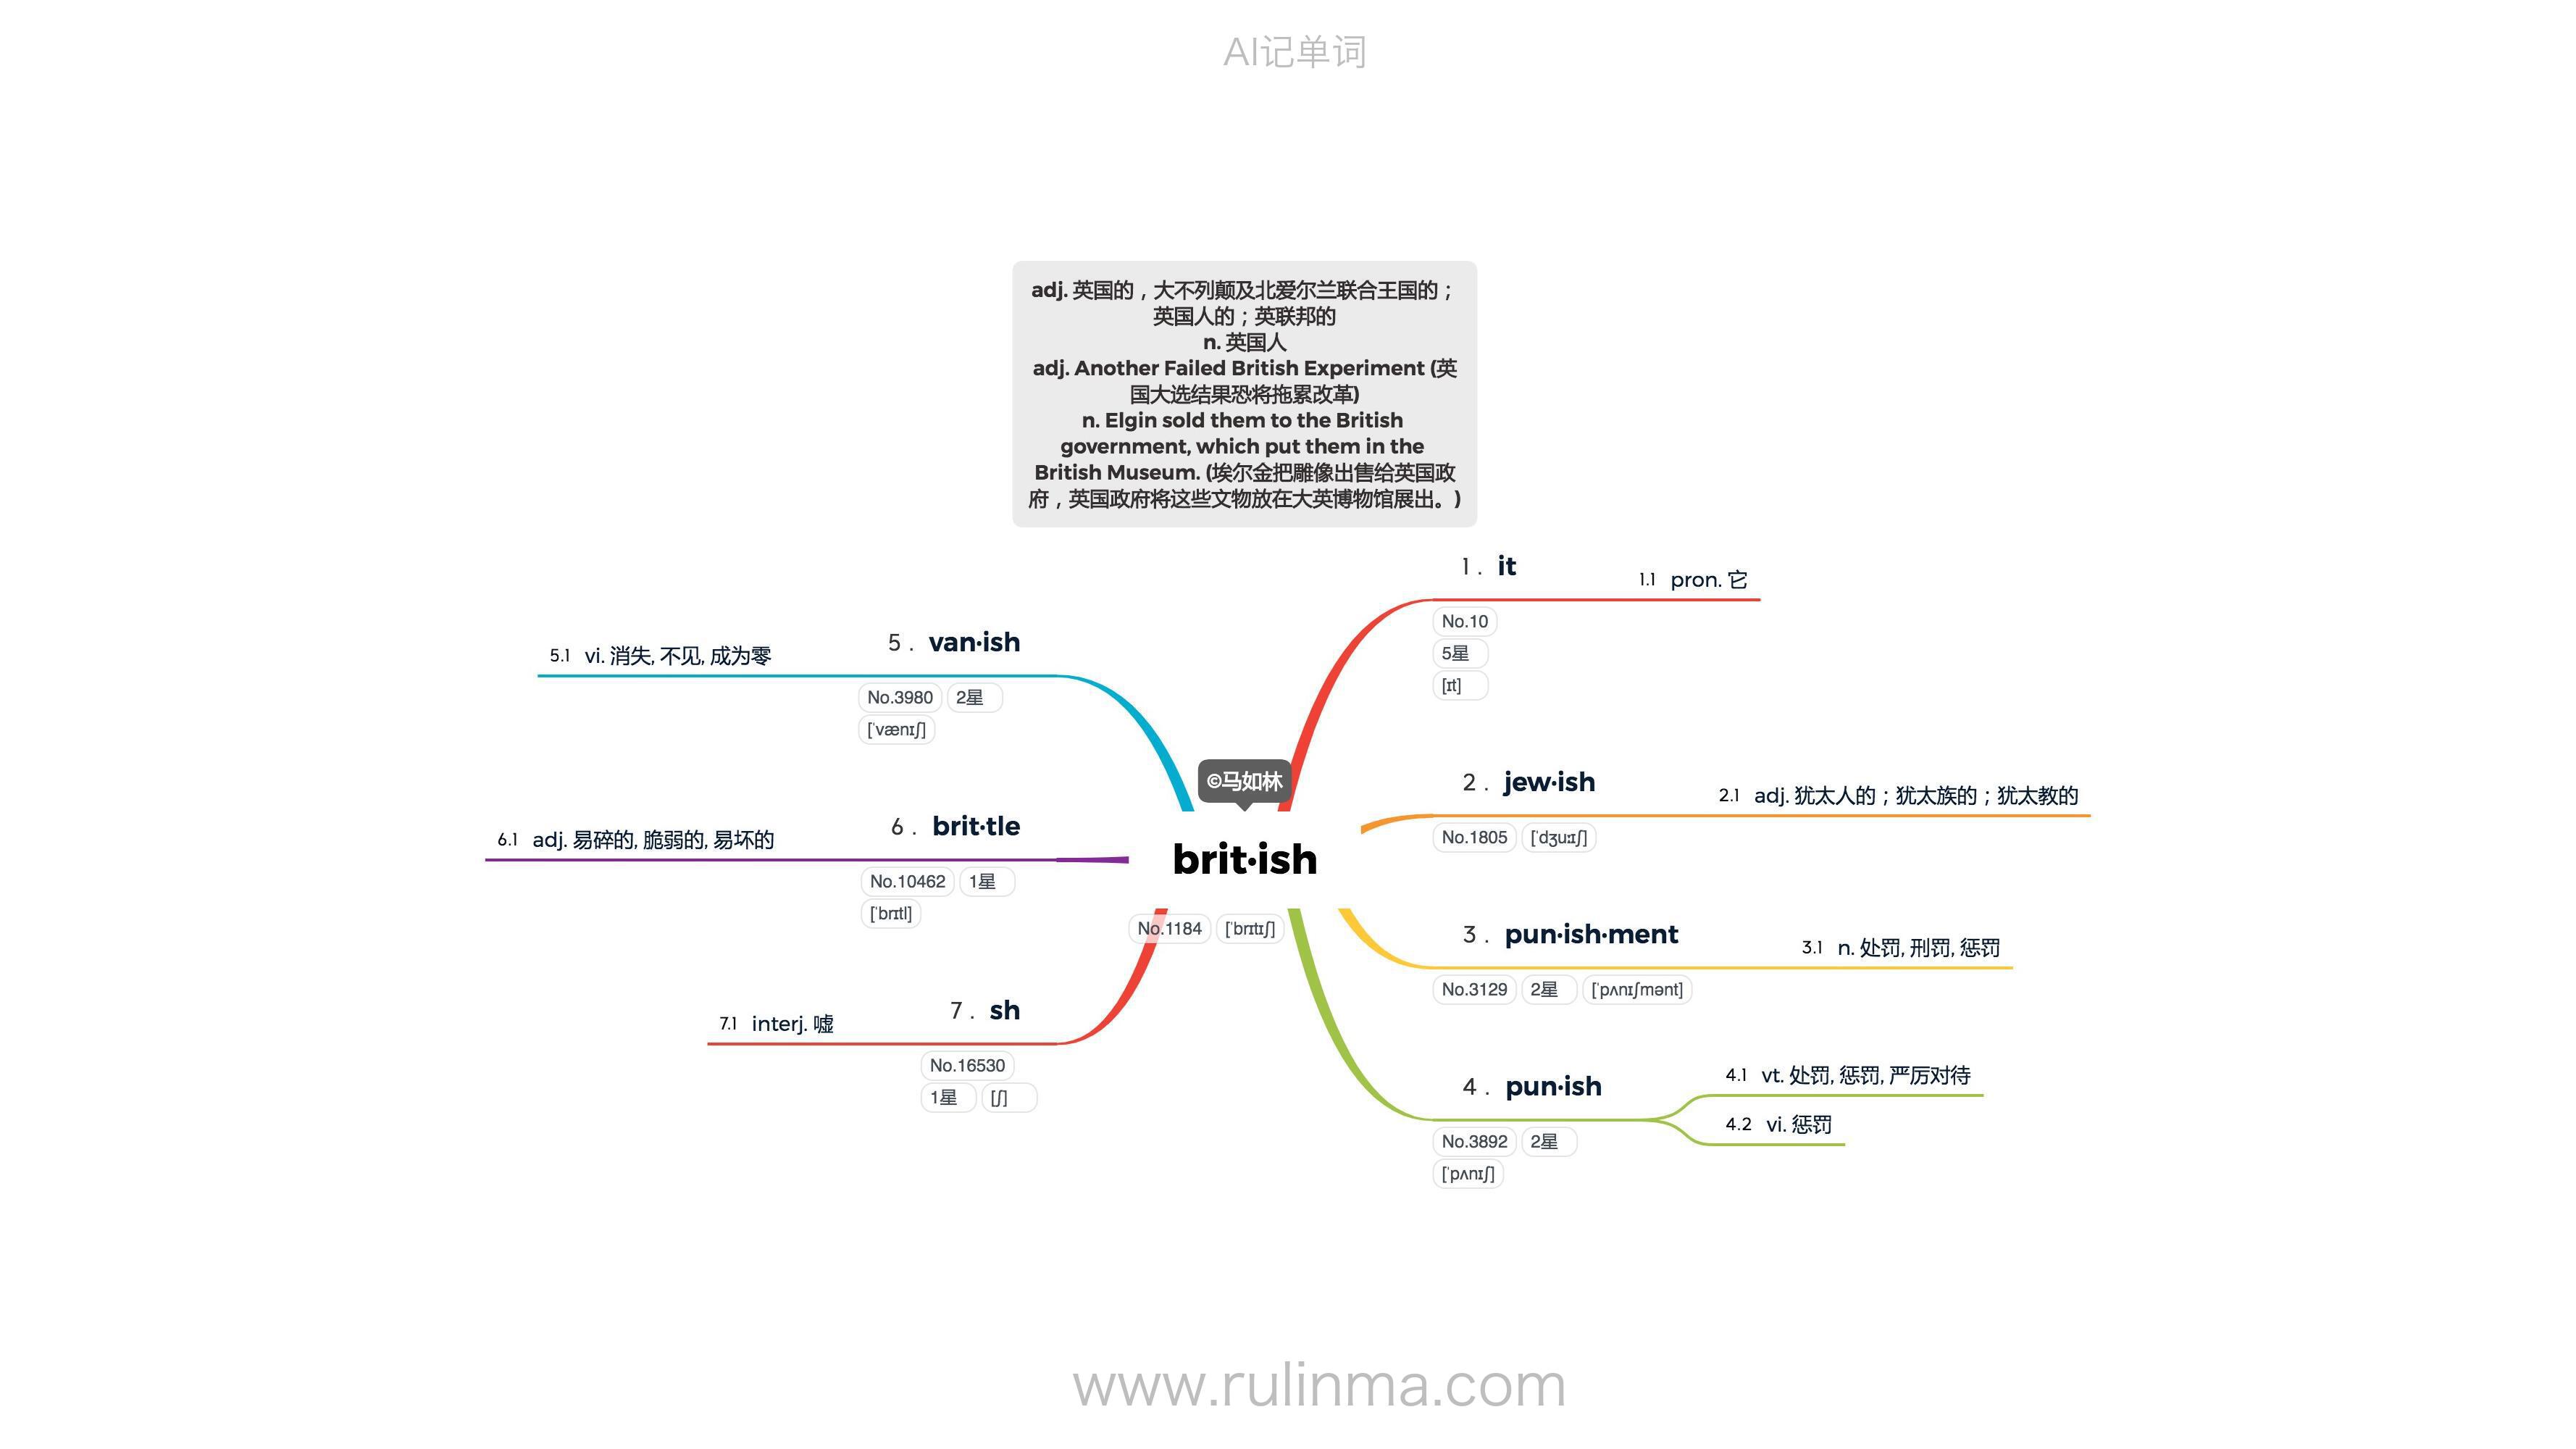 AI记单词
adj. 英国的，大不列颠及北爱尔兰联合王国的；
英国人的；英联邦的
n. 英国人
adj. Another Failed British Experiment (英
国大选结果恐将拖累改革)
n. Elgin sold them to the British
government, which put them in the
British Museum. (埃尔金把雕像出售给英国政
府，英国政府将这些文物放在大英博物馆展出。)
©马如林
brit·ish
No.1184 ['brɪtɪʃ]
1. it
1.1 pron. 它
No.10
5星
[ɪt]
2. jew·ish
2.1 adj. 犹太人的；犹太族的；犹太教的
No.1805 ['dʒuːɪʃ]
3. pun·ish·ment
3.1 n. 处罚, 刑罚, 惩罚
No.3129 2星 ['pʌnɪʃmənt]
4. pun·ish
4.1 vt. 处罚, 惩罚, 严厉对待
4.2 vi. 惩罚
No.3892 2星
['pʌnɪʃ]
5. van·ish
5.1 vi. 消失, 不见, 成为零
No.3980 2星
['vænɪʃ]
6. brit·tle
6.1 adj. 易碎的, 脆弱的, 易坏的
No.10462 1星
['brɪtl]
7. sh
7.1 interj. 嘘
No.16530
1星 [ʃ]
www.rulinma.com